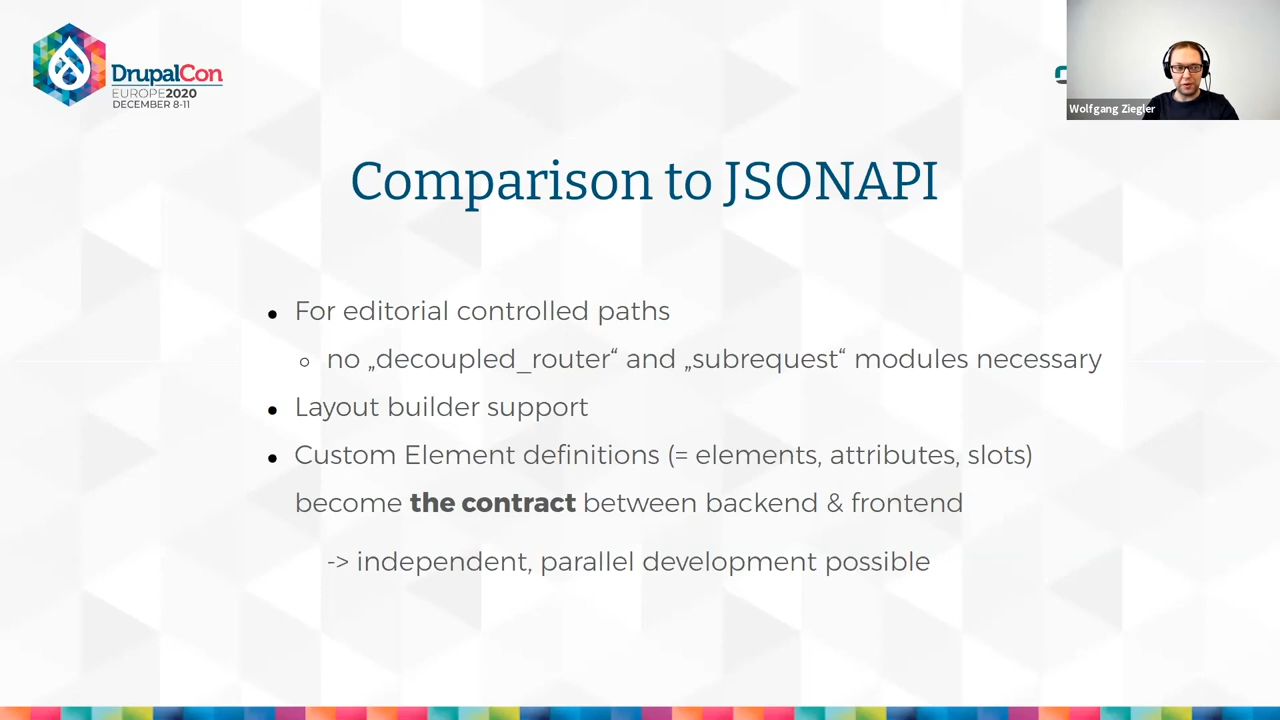 DrupalCon
EUROPE2020
DECEMBER 8-11
Wolfgang Ziegler
Comparison to JSONAPI
For editorial controlled paths
no „decoupled_router“ and „subrequest“ modules necessary
Layout builder support
Custom Element definitions (= elements, attributes, slots)
become the contract between backend & frontend
-> independent, parallel development possible